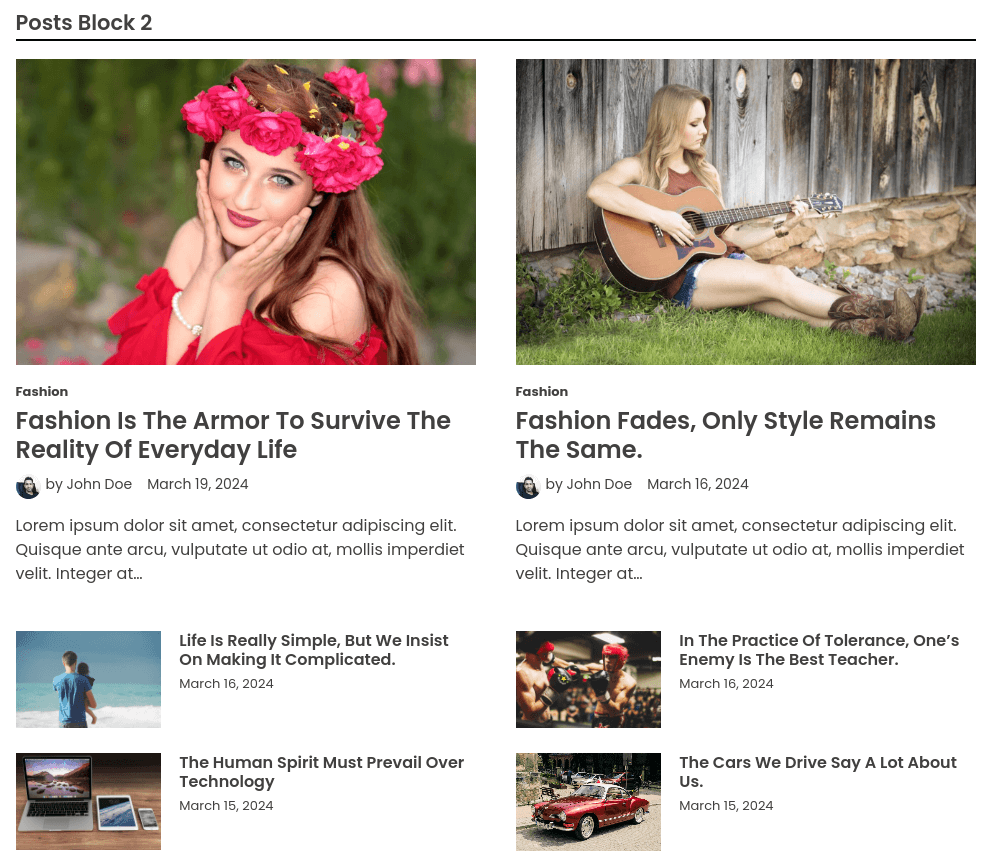 Posts Block 2
Fashion
Fashion Is The Armor To Survive The
Reality Of Everyday Life
by John Doe March 19, 2024
Lorem ipsum dolor sit amet, consectetur adipiscing elit.
Quisque ante arcu, vulputate ut odio at, mollis imperdiet
velit. Integer at…
Fashion
Fashion Fades, Only Style Remains
The Same.
by John Doe March 16, 2024
Lorem ipsum dolor sit amet, consectetur adipiscing elit.
Quisque ante arcu, vulputate ut odio at, mollis imperdiet
velit. Integer at…
Life Is Really Simple, But We Insist
On Making It Complicated.
March 16, 2024
In The Practice Of Tolerance, One’s
Enemy Is The Best Teacher.
March 16, 2024
The Human Spirit Must Prevail Over
Technology
March 15, 2024
The Cars We Drive Say A Lot About
Us.
March 15, 2024